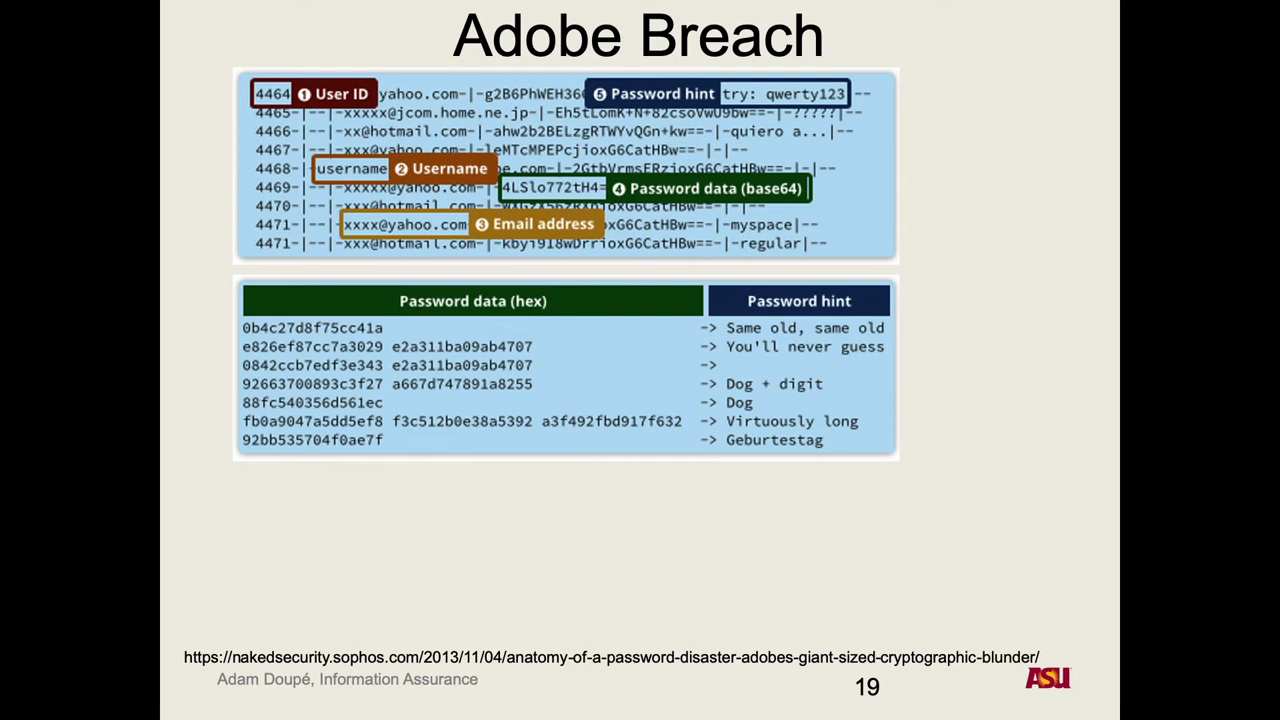 Adobe Breach
4464 ❶ User ID yahoo.com-|-g2B6PhWEH36 ❺ Password hint try: qwerty123 --
4465-|--|-xxxxx@jcom.home.ne.jp-|-Eh5tLomK+N+82csoVwU9bw==-|-?????|--
4466-|--|-xx@hotmail.com-|-ahw2b2BELzgRTWYvQGn+kw==-|-quiero a...|--
4467-|--|-xxx@yahoo.com-|-leMTcMPEPcjioxG6CatHBw==-|-|--
4468-|- username ❷ Username ne.com-|-2GtbVrmsERzioxG6CatHBw==-|-|--
4469-|--|-xxxxx@yahoo.com-|- 4LSlo772tH4= ❹ Password data (base64) |
4470-|--|-xxx@hotmail.com
4471-|--|- xxxx@yahoo.com ❸ Email address oxG6CatHBw==-|-myspace|--
4471-|--|-xxx@hotmail.com-|-kby19I8wDrrioxG6CatHBw==-|-regular|--
Password data (hex) Password hint
0b4c27d8f75cc41a -> Same old, same old
e826ef87cc7a3029 e2a311ba09ab4707 -> You'll never guess
0842ccb7edf3e343 e2a311ba09ab4707 ->
92663700893c3f27 a667d747891a8255 -> Dog + digit
88fc540356d561ec -> Dog
fb0a9047a5dd5ef8 f3c512b0e38a5392 a3f492fbd917f632 -> Virtuously long
92bb535704f0ae7f -> Geburtestag
https://nakedsecurity.sophos.com/2013/11/04/anatomy-of-a-password-disaster-adobes-giant-sized-cryptographic-blunder/
Adam Doupé, Information Assurance
19
ASU